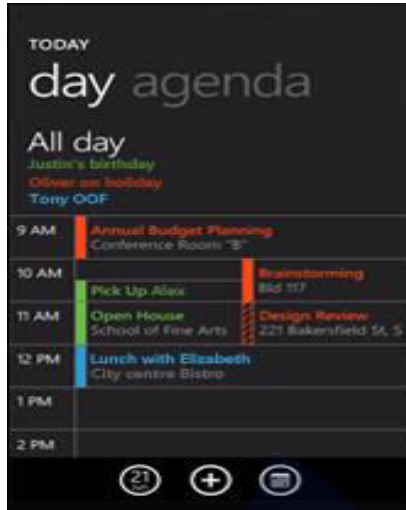 TODAY
day agenda
All day
Justin's birthday
Oliver on holiday
Tony OOF
9 AM
Annual Budget Planning
Conference Room "B"
10 AM
Pick Up Alex
Brainstorming
Bld 117
11 AM
Open House
School of Fine Arts
Design Review
221 Bakersfield St, S
12 PM
Lunch with Elizabeth
City centre Bistro
1 PM
2 PM
21